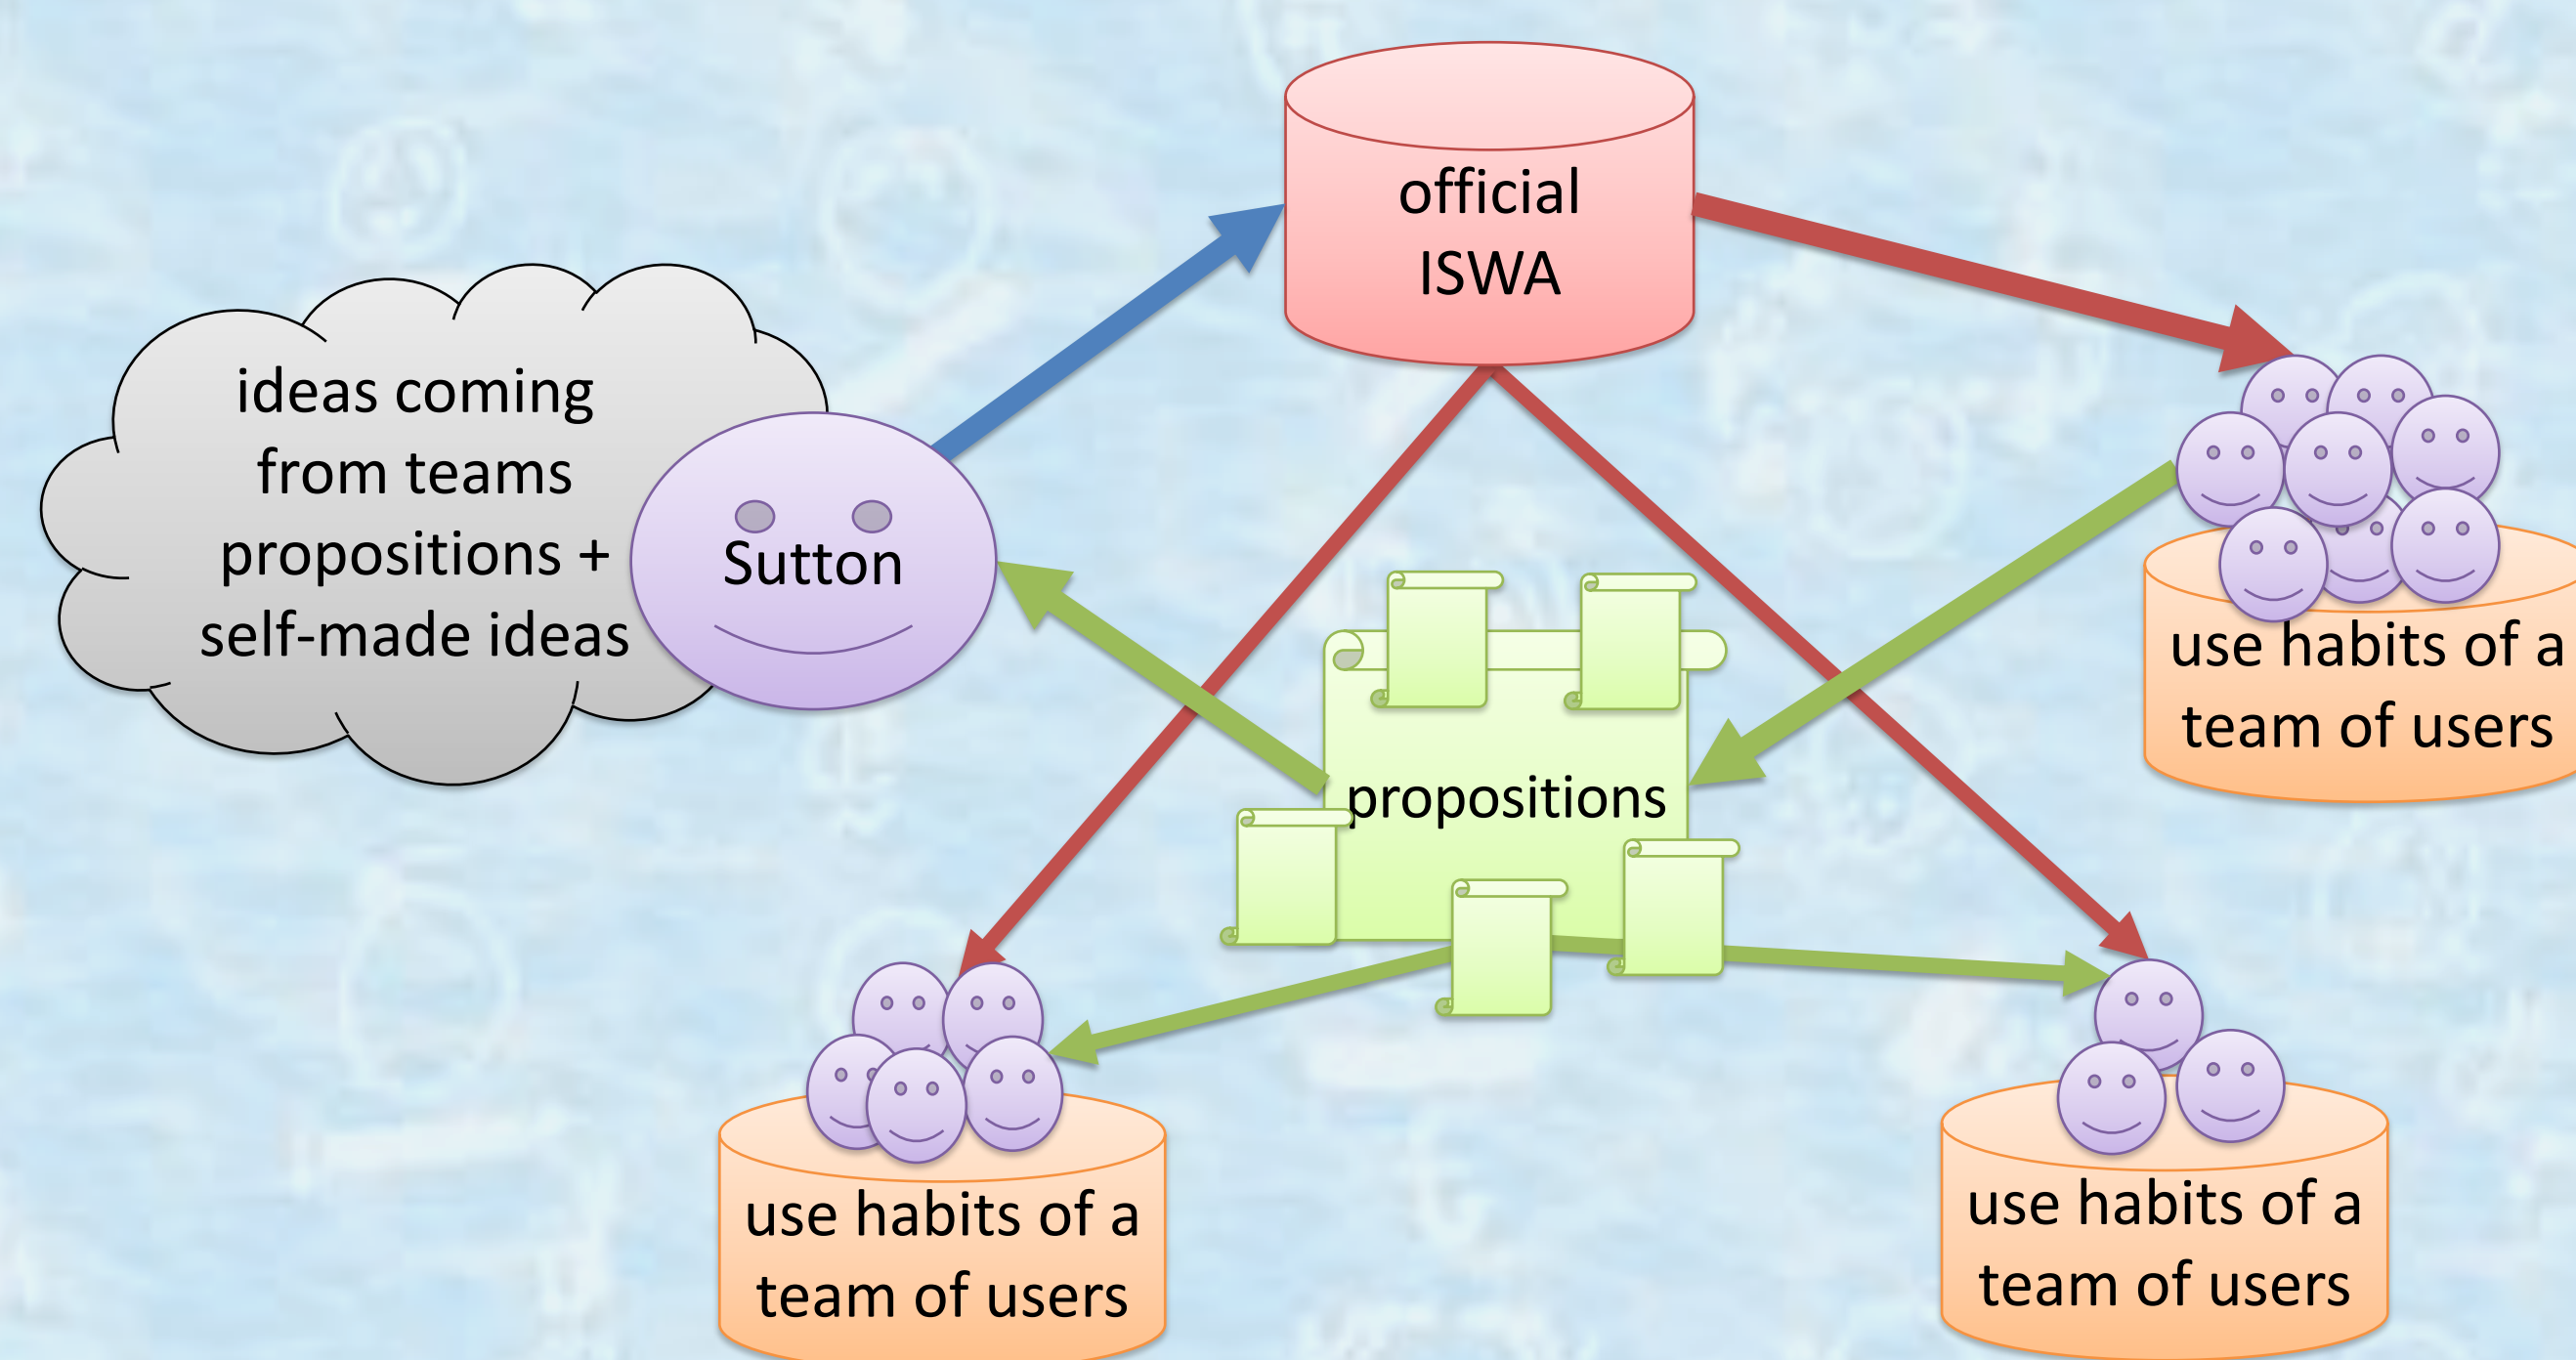 official
ISWA
ideas coming
from teams
propositions +
self-made ideas
Sutton
propositions
use habits of a
team of users
use habits of a
team of users
use habits of a
team of users